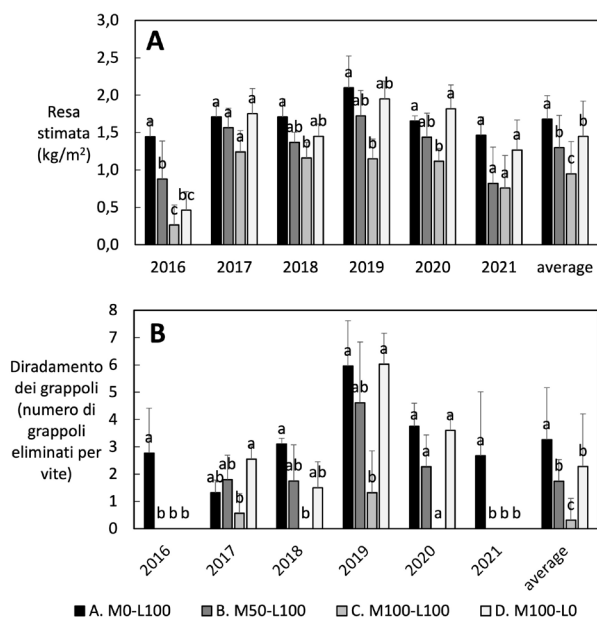 A
Resa
stimata
(kg/m²)
3,0
2,5
2,0
1,5
1,0
0,5
0,0
a b c bc
a a a a
a ab b ab
a ab b ab
a ab b a
a a a a
a b c b
2016 2017 2018 2019 2020 2021 average
B
Diradamento
dei grappoli
(numero di
grappoli
eliminati per
vite)
8
7
6
5
4
3
2
1
0
a b b b
ab ab b a
a ab b ab
a ab b a
a ab a a
a b b b
a b c b
2016 2017 2018 2019 2020 2021 average
A. M0-L100 B. M50-L100 C. M100-L100 D. M100-L0